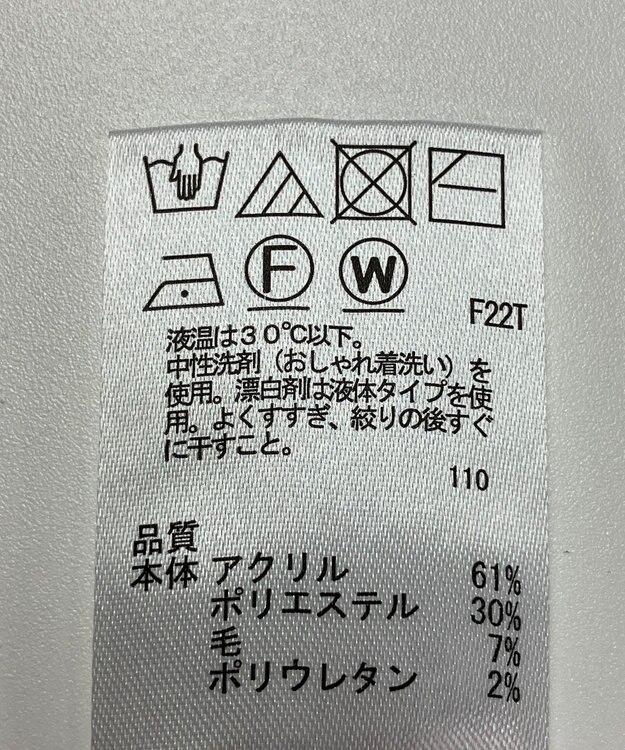 F W
F22T
液温は30℃以下。
中性洗剤（おしゃれ着洗い）を
使用。漂白剤は液体タイプを使
用。よくすすぎ、絞りの後すぐ
に干すこと。
110
品質
本体 アクリル 61%
ポリエステル 30%
毛 7%
ポリウレタン 2%